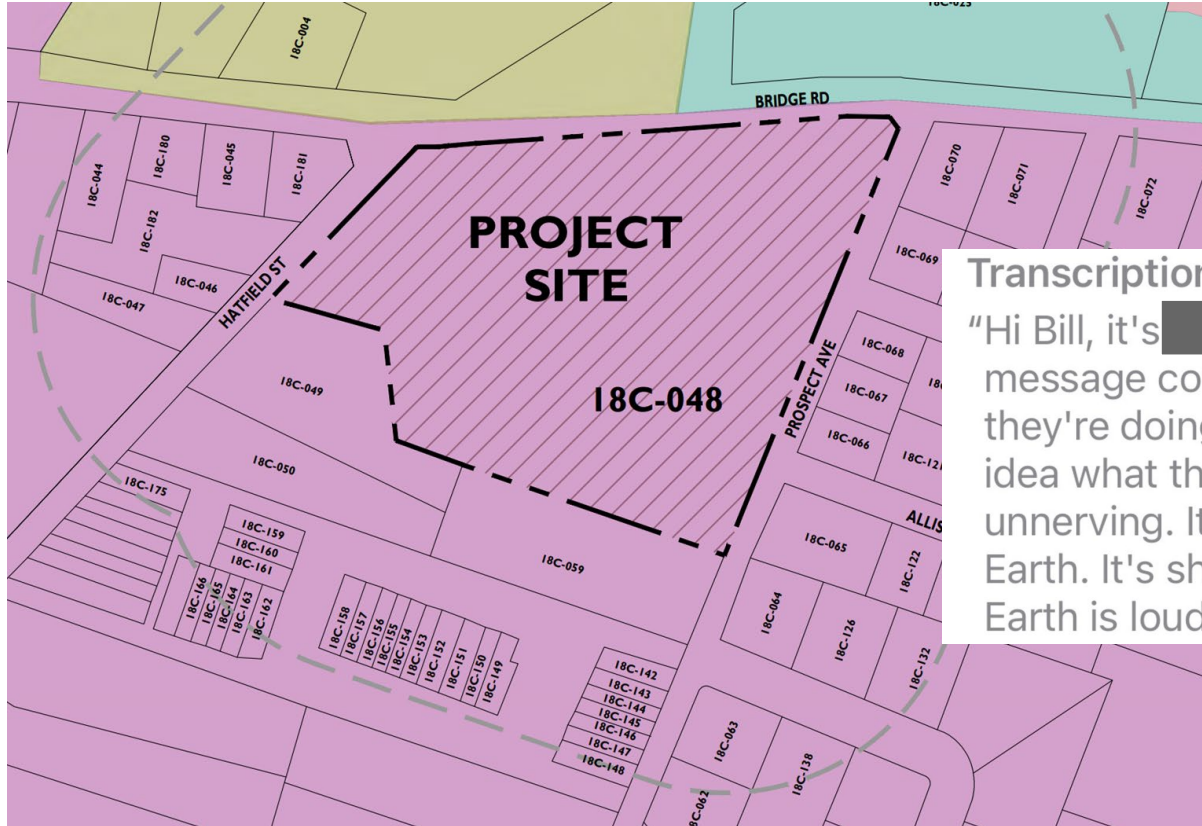 18C-023
18C-004
BRIDGE RD
18C-180
18C-045
18C-181
18C-044
18C-182
18C-046
18C-047
HATFIELD ST
PROJECT
SITE
18C-048
18C-070
18C-071
18C-072
18C-069
PROSPECT AVE
18C-068
18C-067
18C-066
18C-121
18C-049
18C-050
18C-175
18C-159
18C-160
18C-161
18C-166
18C-165
18C-164
18C-163
18C-162
18C-059
18C-158
18C-157
18C-156
18C-155
18C-154
18C-153
18C-152
18C-151
18C-150
18C-149
18C-142
18C-143
18C-144
18C-145
18C-146
18C-147
18C-148
ALLIS
18C-065
18C-122
18C-064
18C-126
18C-132
18C-063
18C-138
18C-062
Transcription
“Hi Bill, it's
message co
they're doing
idea what th
unnerving. It
Earth. It's sh
Earth is loud